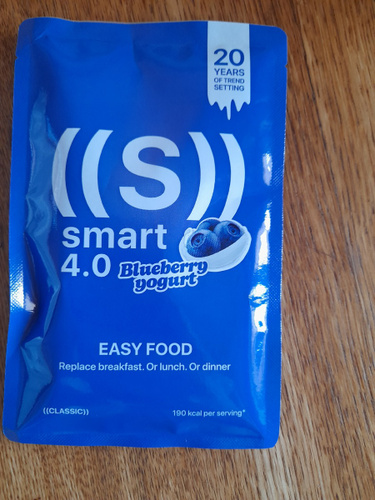 20
YEARS
OF TREND
SETTING
((S))
smart
4.0
Blueberry
yogurt
EASY FOOD
Replace breakfast. Or lunch. Or dinner
((CLASSIC))
190 kcal per serving*